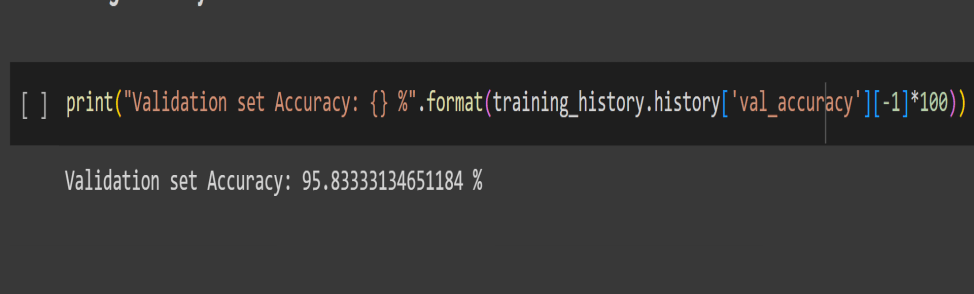 [ ] print("Validation set Accuracy: {} %".format(training_history.history['val_accuracy'][-1]*100))
Validation set Accuracy: 95.83333134651184 %